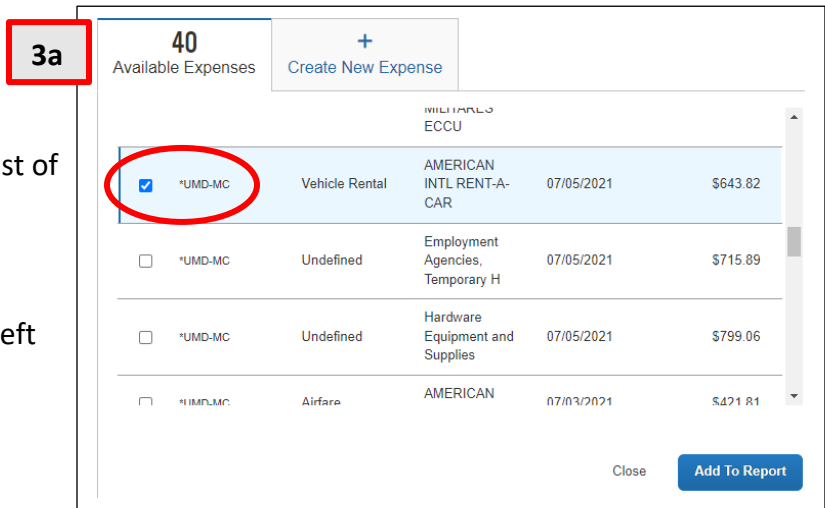 3a
40
Available Expenses
+
Create New Expense
st of
eft
MILITARES
ECCU
*UMD-MC Vehicle Rental AMERICAN INTL RENT-A-CAR 07/05/2021 $643.82
*UMD-MC Undefined Employment Agencies, Temporary H 07/05/2021 $715.89
*UMD-MC Undefined Hardware Equipment and Supplies 07/05/2021 $799.06
*UMD-MC Airfare AMERICAN 07/03/2021 $421.81
Close Add To Report